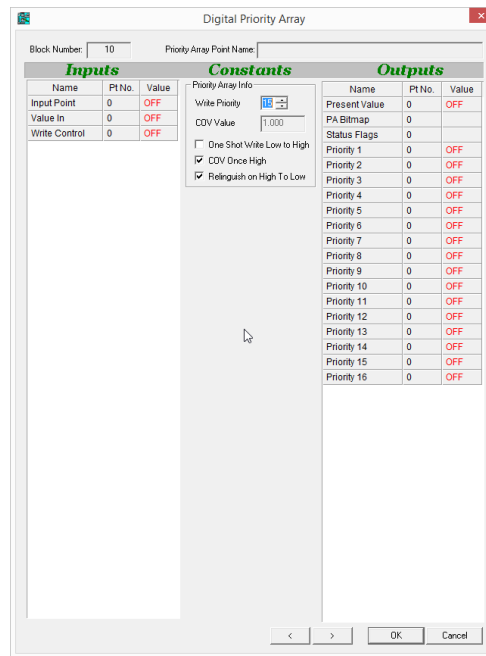 Digital Priority Array
x
Block Number: 10 Priority Array Point Name:
Inputs Constants Outputs
Name Pt No. Value
Input Point 0 OFF
Value In 0 OFF
Write Control 0 OFF
Priority Array Info
Write Priority 15
COV Value 1.000
One Shot Write Low to High
COV Once High
Relinguish on High To Low
Name Pt No. Value
Present Value 0 OFF
PA Bitmap 0
Status Flags 0
Priority 1 0 OFF
Priority 2 0 OFF
Priority 3 0 OFF
Priority 4 0 OFF
Priority 5 0 OFF
Priority 6 0 OFF
Priority 7 0 OFF
Priority 8 0 OFF
Priority 9 0 OFF
Priority 10 0 OFF
Priority 11 0 OFF
Priority 12 0 OFF
Priority 13 0 OFF
Priority 14 0 OFF
Priority 15 0 OFF
Priority 16 0 OFF
< > OK Cancel